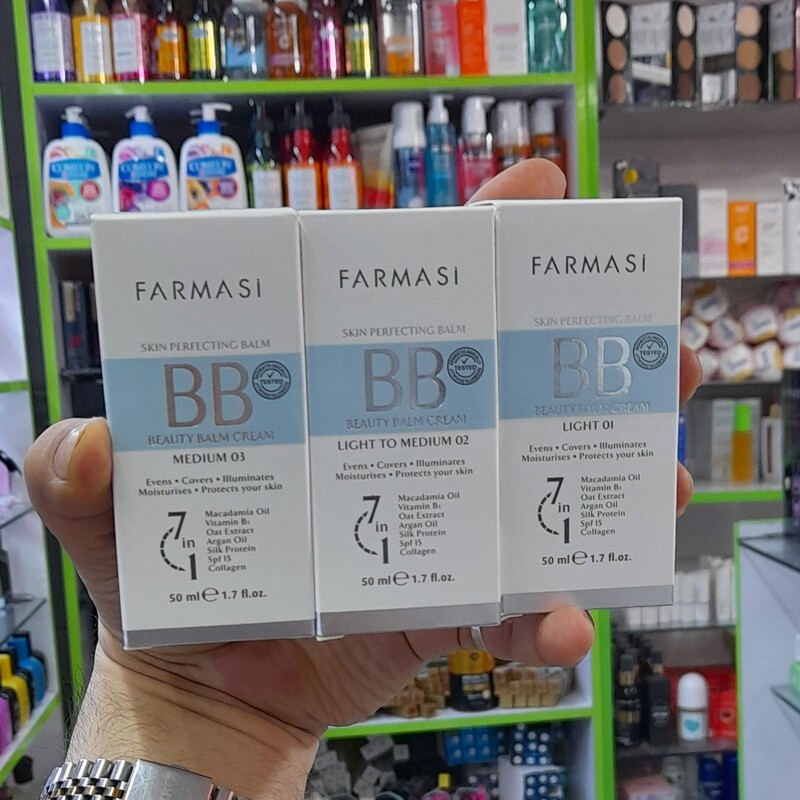 FARMASi
SKIN PERFECTING BALM
BB
TESTED
BEAUTY BALM CREAM
MEDIUM 03
Evens • Covers • Illuminates
Moisturises • Protects your skin
7 in 1
Macadamia Oil
Vitamin B₅
Oat Extract
Argan Oil
Silk Protein
Spf 15
Collagen
50 ml ℮ 1.7 fl.oz.
FARMASi
SKIN PERFECTING BALM
BB
TESTED
BEAUTY BALM CREAM
LIGHT TO MEDIUM 02
Evens • Covers • Illuminates
Moisturises • Protects your skin
7 in 1
Macadamia Oil
Vitamin B₅
Oat Extract
Argan Oil
Silk Protein
Spf 15
Collagen
50 ml ℮ 1.7 fl.oz.
FARMASi
SKIN PERFECTING BALM
BB
TESTED
BEAUTY BALM CREAM
LIGHT 01
Evens • Covers • Illuminates
Moisturises • Protects your skin
7 in 1
Macadamia Oil
Vitamin B₅
Oat Extract
Argan Oil
Silk Protein
Spf 15
Collagen
50 ml ℮ 1.7 fl.oz.